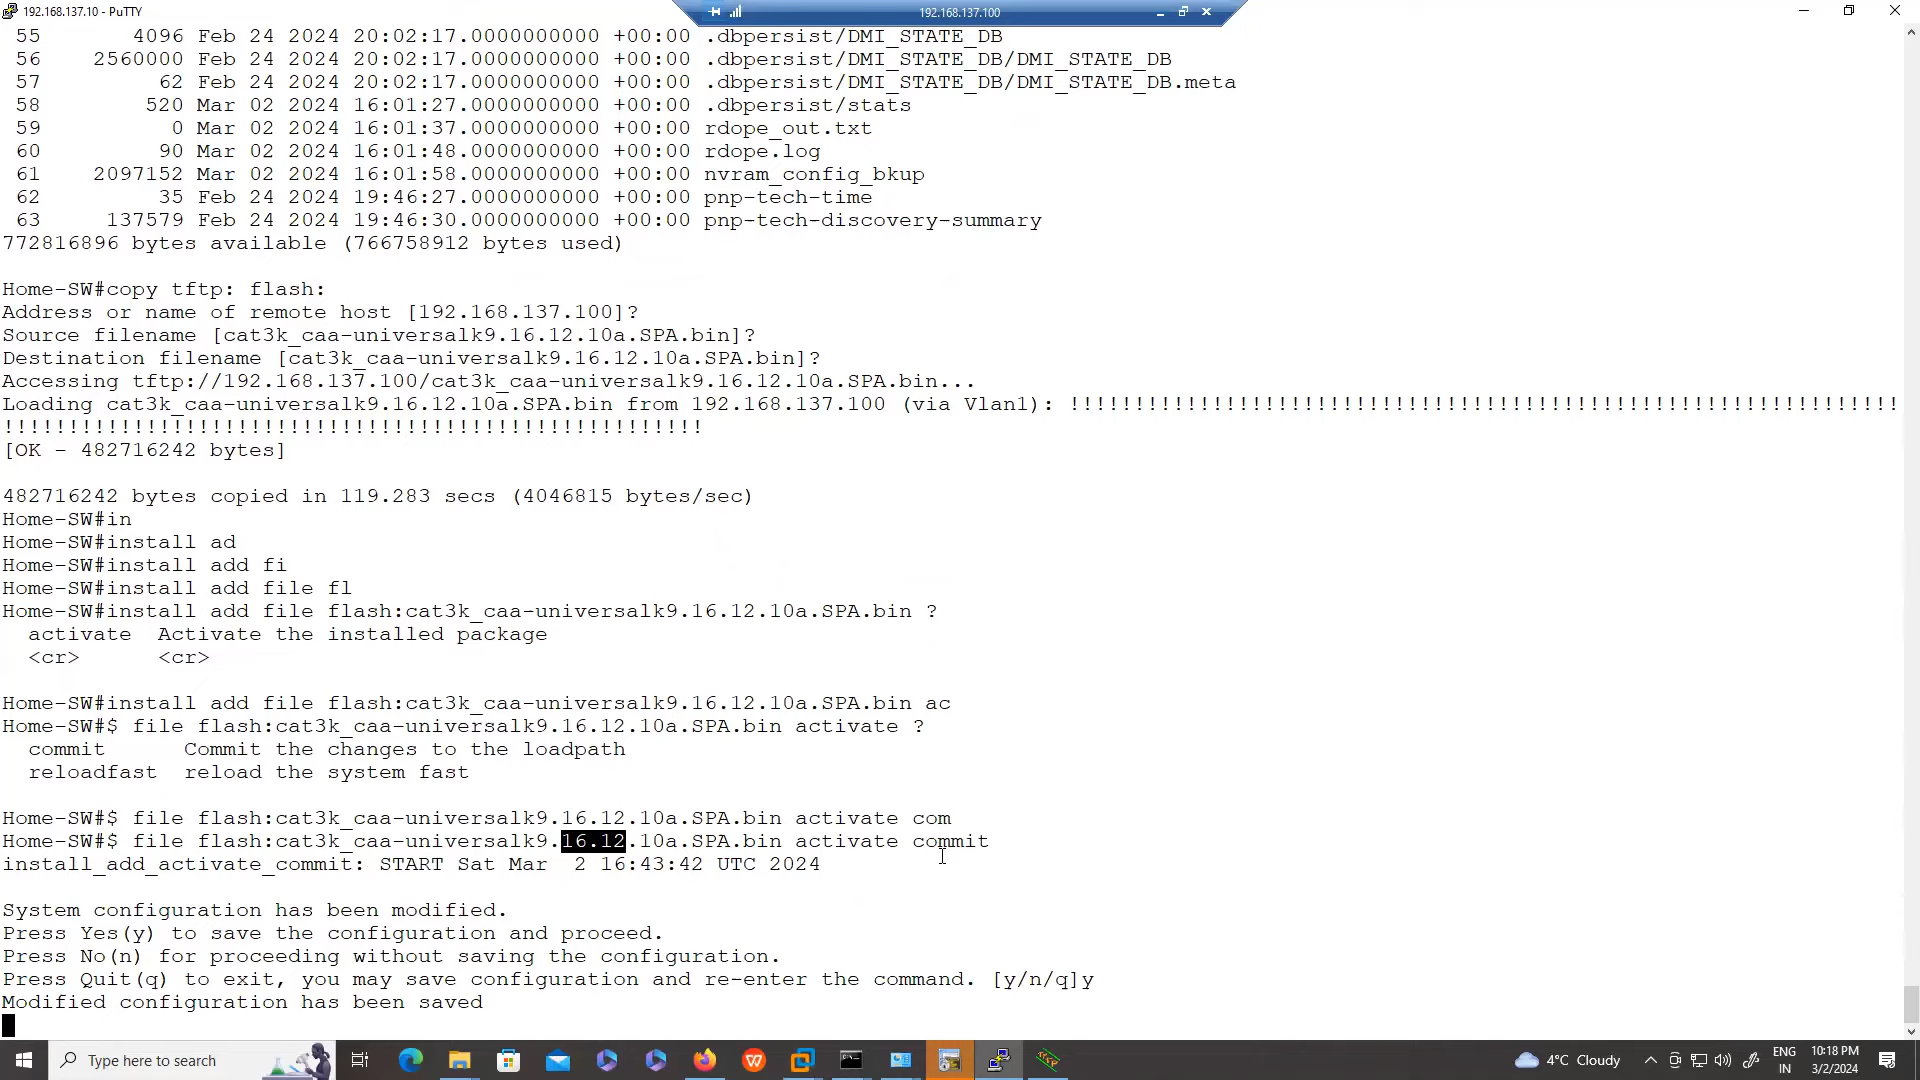 192.168.137.10 - PuTTY
192.168.137.100
55 4096 Feb 24 2024 20:02:17.0000000000 +00:00 .dbpersist/DMI_STATE_DB
56 2560000 Feb 24 2024 20:02:17.0000000000 +00:00 .dbpersist/DMI_STATE_DB/DMI_STATE_DB
57 62 Feb 24 2024 20:02:17.0000000000 +00:00 .dbpersist/DMI_STATE_DB/DMI_STATE_DB.meta
58 520 Mar 02 2024 16:01:27.0000000000 +00:00 .dbpersist/stats
59 0 Mar 02 2024 16:01:37.0000000000 +00:00 rdope_out.txt
60 90 Mar 02 2024 16:01:48.0000000000 +00:00 rdope.log
61 2097152 Mar 02 2024 16:01:58.0000000000 +00:00 nvram_config_bkup
62 35 Feb 24 2024 19:46:27.0000000000 +00:00 pnp-tech-time
63 137579 Feb 24 2024 19:46:30.0000000000 +00:00 pnp-tech-discovery-summary
772816896 bytes available (766758912 bytes used)
Home-SW#copy tftp: flash:
Address or name of remote host [192.168.137.100]?
Source filename [cat3k_caa-universalk9.16.12.10a.SPA.bin]?
Destination filename [cat3k_caa-universalk9.16.12.10a.SPA.bin]?
Accessing tftp://192.168.137.100/cat3k_caa-universalk9.16.12.10a.SPA.bin...
Loading cat3k_caa-universalk9.16.12.10a.SPA.bin from 192.168.137.100 (via Vlan1): !!!!!!!!!!!!!!!!!!!!!!!!!!!!!!!!!!!!!!!!!!!!!!!!!!!!!!!!!!!!!!!!
!!!!!!!!!!!!!!!!!!!!!!!!!!!!!!!!!!!!!!!!!!!!!!!!!!!!!!
[OK - 482716242 bytes]
482716242 bytes copied in 119.283 secs (4046815 bytes/sec)
Home-SW#in
Home-SW#install ad
Home-SW#install add fi
Home-SW#install add file fl
Home-SW#install add file flash:cat3k_caa-universalk9.16.12.10a.SPA.bin ?
activate Activate the installed package
<cr> <cr>
Home-SW#install add file flash:cat3k_caa-universalk9.16.12.10a.SPA.bin ac
Home-SW#$ file flash:cat3k_caa-universalk9.16.12.10a.SPA.bin activate ?
commit Commit the changes to the loadpath
reloadfast reload the system fast
Home-SW#$ file flash:cat3k_caa-universalk9.16.12.10a.SPA.bin activate com
Home-SW#$ file flash:cat3k_caa-universalk9.16.12.10a.SPA.bin activate commit
install_add_activate_commit: START Sat Mar 2 16:43:42 UTC 2024
System configuration has been modified.
Press Yes(y) to save the configuration and proceed.
Press No(n) for proceeding without saving the configuration.
Press Quit(q) to exit, you may save configuration and re-enter the command. [y/n/q]y
Modified configuration has been saved
Type here to search
4°C Cloudy
ENG
IN
10:18 PM
3/2/2024